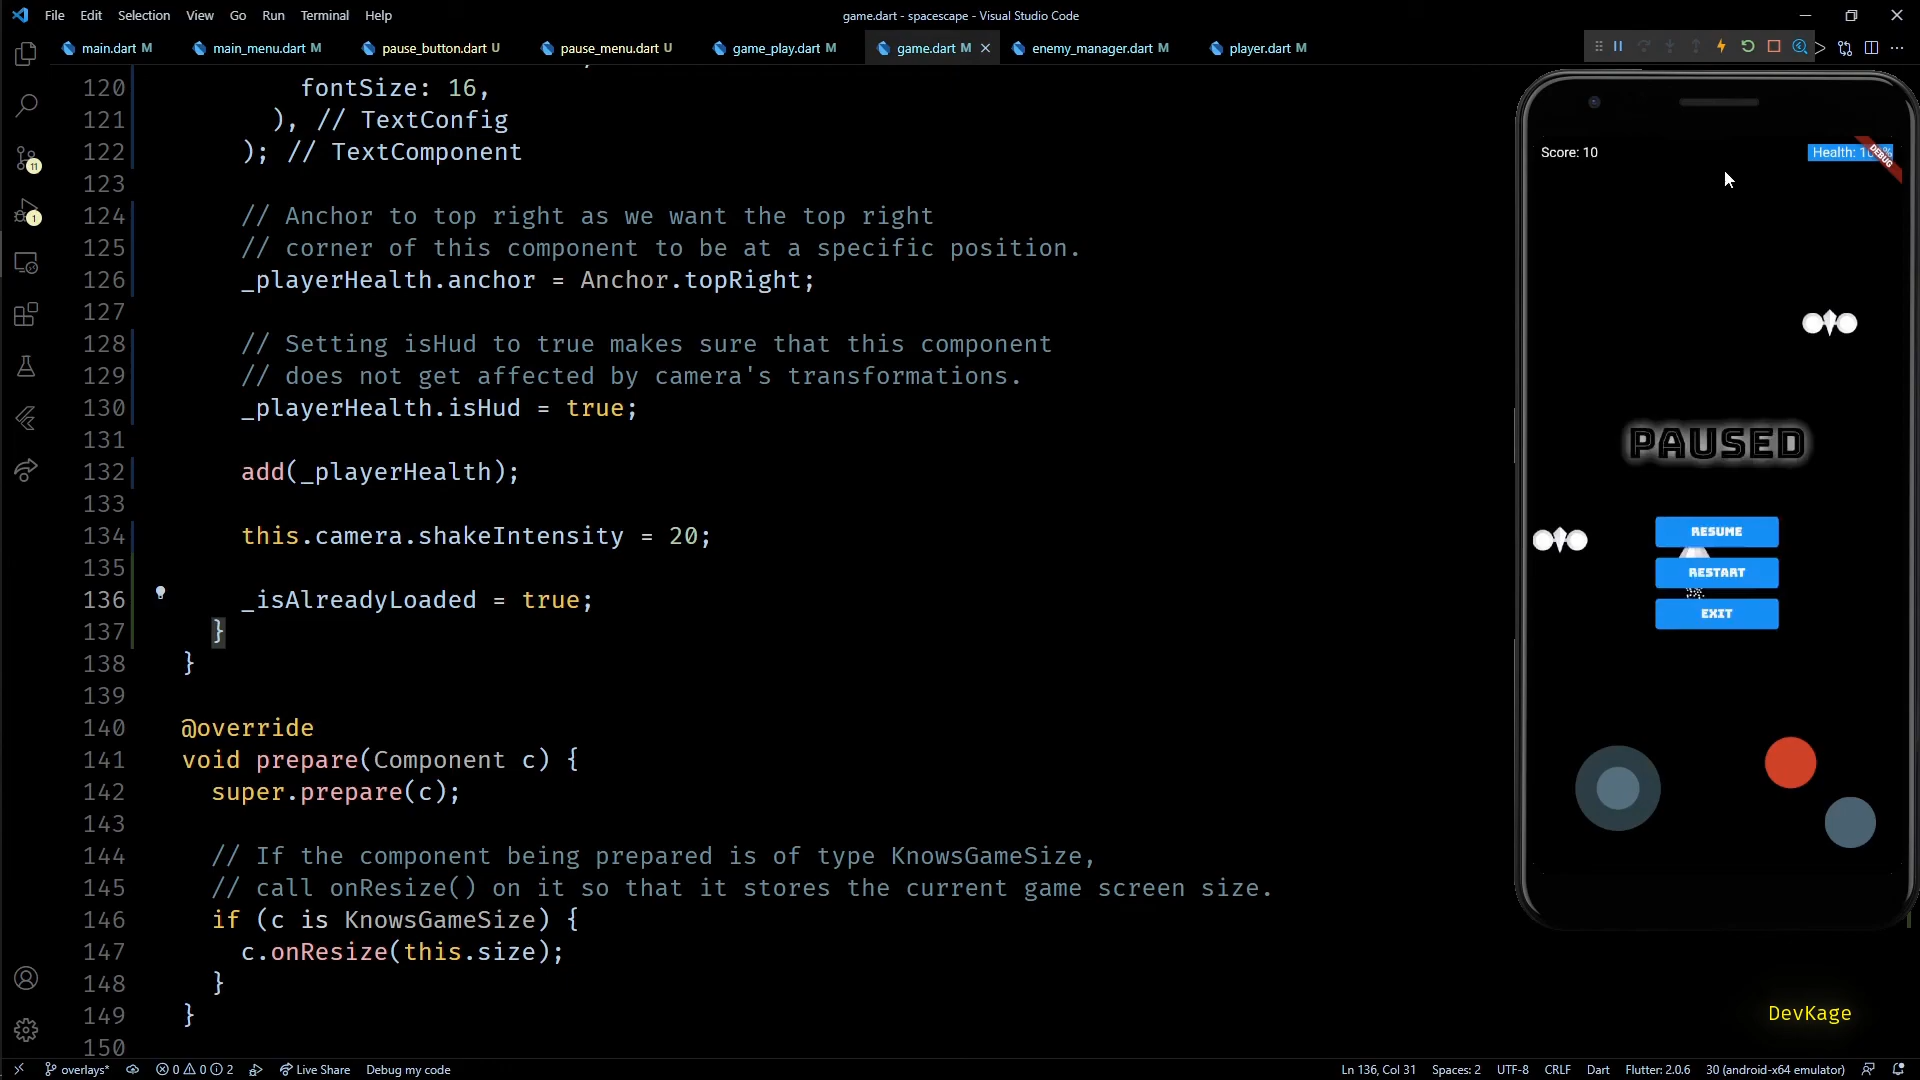 File Edit Selection View Go Run Terminal Help
game.dart - spacescape - Visual Studio Code
main.dart M main_menu.dart M pause_button.dart U pause_menu.dart U game_play.dart M game.dart M enemy_manager.dart M player.dart M
120 fontSize: 16,
121 ), // TextConfig
122 ); // TextComponent
123
124 // Anchor to top right as we want the top right
125 // corner of this component to be at a specific position.
126 _playerHealth.anchor = Anchor.topRight;
127
128 // Setting isHud to true makes sure that this component
129 // does not get affected by camera's transformations.
130 _playerHealth.isHud = true;
131
132 add(_playerHealth);
133
134 this.camera.shakeIntensity = 20;
135
136 _isAlreadyLoaded = true;
137 }
138 }
139
140 @override
141 void prepare(Component c) {
142 super.prepare(c);
143
144 // If the component being prepared is of type KnowsGameSize,
145 // call onResize() on it so that it stores the current game screen size.
146 if (c is KnowsGameSize) {
147 c.onResize(this.size);
148 }
149 }
150
11
1
Score: 10
Health:
DEBUG
PAUSED
RESUME
RESTART
EXIT
DevKage
overlays* 0 0 2 Live Share Debug my code
Ln 136, Col 31 Spaces: 2 UTF-8 CRLF Dart Flutter: 2.0.6 30 (android-x64 emulator)